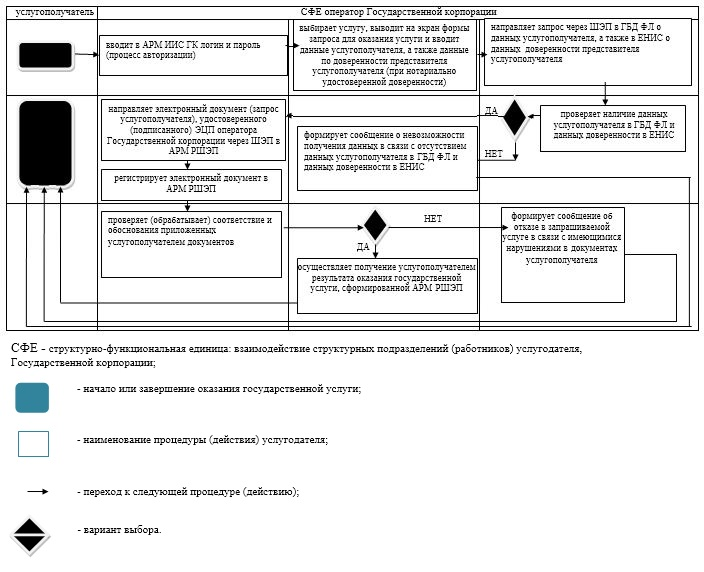 услугополучатель
СФЕ оператор Государственной корпорации
вводит в АРМ ИИС ГК логин и пароль
(процесс авторизации)
выбирает услугу, выводит на экран формы
запроса для оказания услуги и вводит
данные услугополучателя, а также данные
по доверенности представителя
услугополучателя (при нотариально
удостоверенной доверенности)
направляет запрос через ШЭП в ГБД ФЛ о
данных услугополучателя, а также в ЕНИС о
данных доверенности представителя
услугополучателя
направляет электронный документ (запрос
услугополучателя), удостоверенного
(подписанного) ЭЦП оператора
Государственной корпорации через ШЭП в
АРМ РШЭП
ДА
НЕТ
проверяет наличие данных
услугополучателя в ГБД ФЛ
и данных доверенности в ЕНИС
формирует сообщение о невозможности
получения данных в связи с отсутствием
данных услугополучателя в ГБД ФЛ и
данных доверенности в ЕНИС
регистрирует электронный документ в
АРМ РШЭП
проверяет (обрабатывает) соответствие и
обоснования приложенных
услугополучателем документов
НЕТ
ДА
формирует сообщение об
отказе в запрашиваемой
услуге в связи с имеющимися
нарушениями в документах
услугополучателя
осуществляет получение услугополучателем
результата оказания государственной
услуги, сформированной АРМ РШЭП
СФЕ - структурно-функциональная единица: взаимодействие структурных подразделений (работников) услугодателя,
Государственной корпорации;
- начало или завершение оказания государственной услуги;
- наименование процедуры (действия) услугодателя;
- переход к следующей процедуре (действию);
- вариант выбора.